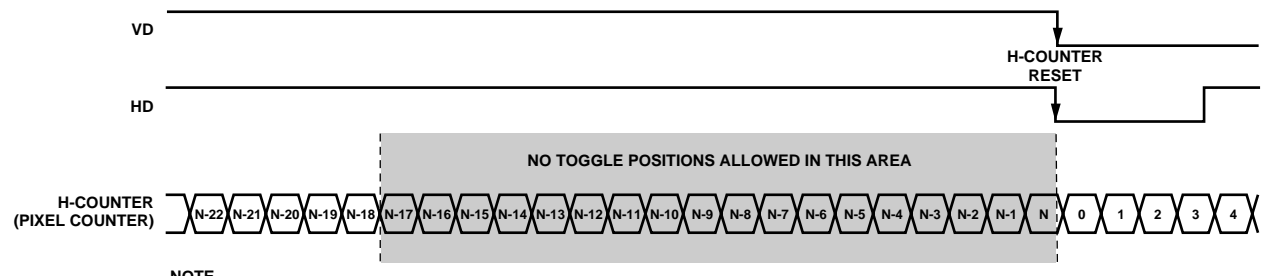 VD
H-COUNTER
RESET
HD
NO TOGGLE POSITIONS ALLOWED IN THIS AREA
H-COUNTER
(PIXEL COUNTER)
N-22 N-21 N-20 N-19 N-18 N-17 N-16 N-15 N-14 N-13 N-12 N-11 N-10 N-9 N-8 N-7 N-6 N-5 N-4 N-3 N-2 N-1 N 0 1 2 3 4
NOTE